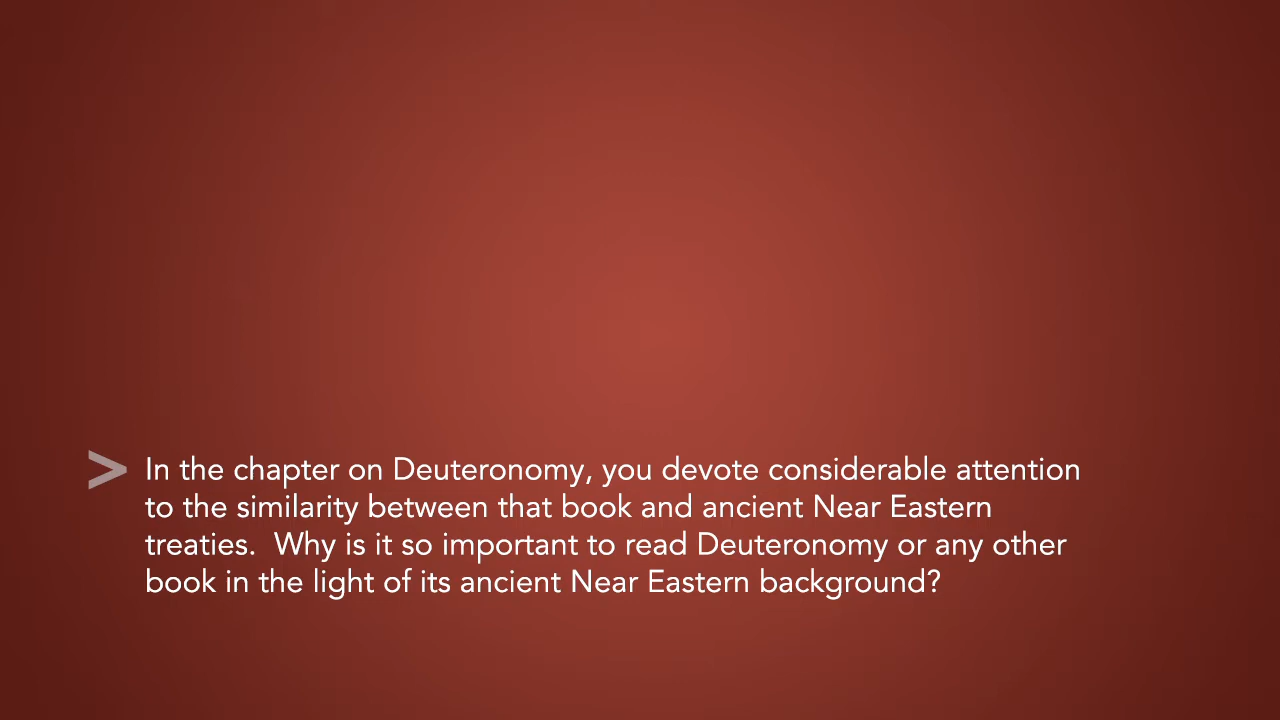 > In the chapter on Deuteronomy, you devote considerable attention
to the similarity between that book and ancient Near Eastern
treaties.  Why is it so important to read Deuteronomy or any other
book in the light of its ancient Near Eastern background?